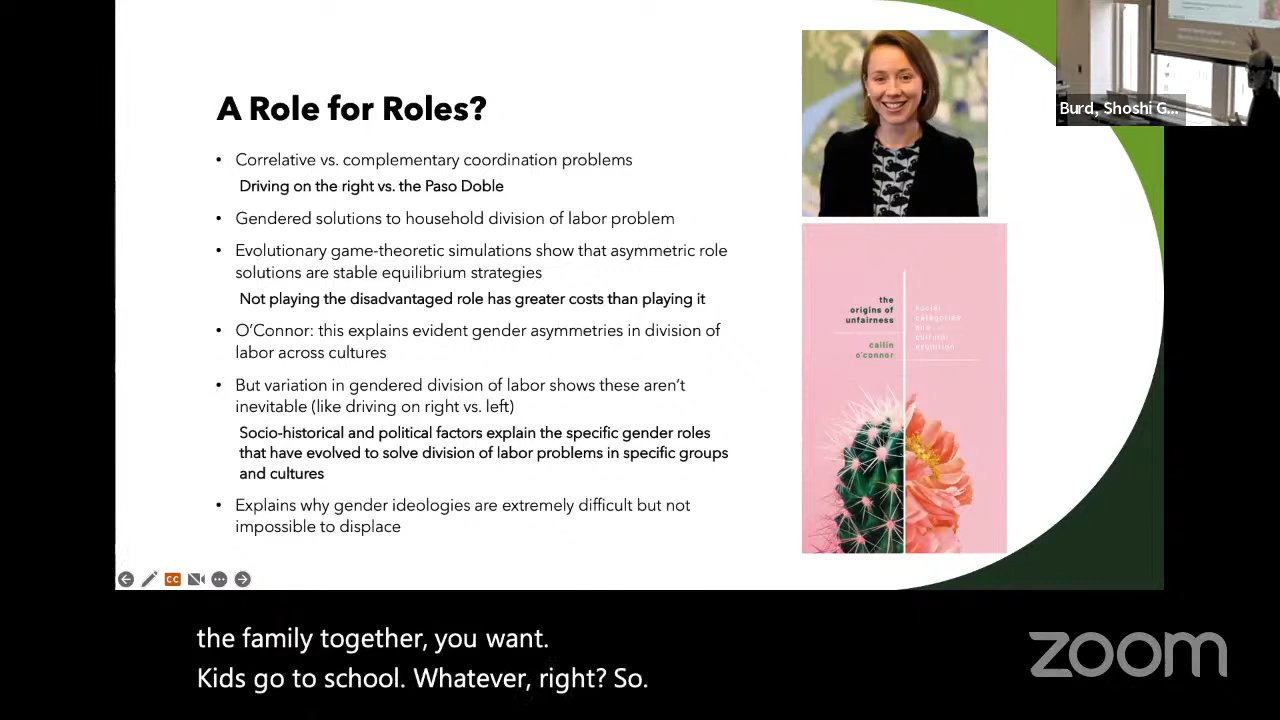 A Role for Roles?
• Correlative vs. complementary coordination problems
Driving on the right vs. the Paso Doble
• Gendered solutions to household division of labor problem
• Evolutionary game-theoretic simulations show that asymmetric role
solutions are stable equilibrium strategies
Not playing the disadvantaged role has greater costs than playing it
• O'Connor: this explains evident gender asymmetries in division of
labor across cultures
• But variation in gendered division of labor shows these aren't
inevitable (like driving on right vs. left)
Socio-historical and political factors explain the specific gender roles
that have evolved to solve division of labor problems in specific groups
and cultures
• Explains why gender ideologies are extremely difficult but not
impossible to displace
Burd, Shoshi G...
the
origins of
unfairness
cailin
o'connor
social
categories
and
cultural
evolution
CC
the family together, you want.
Kids go to school. Whatever, right? So.
zoom